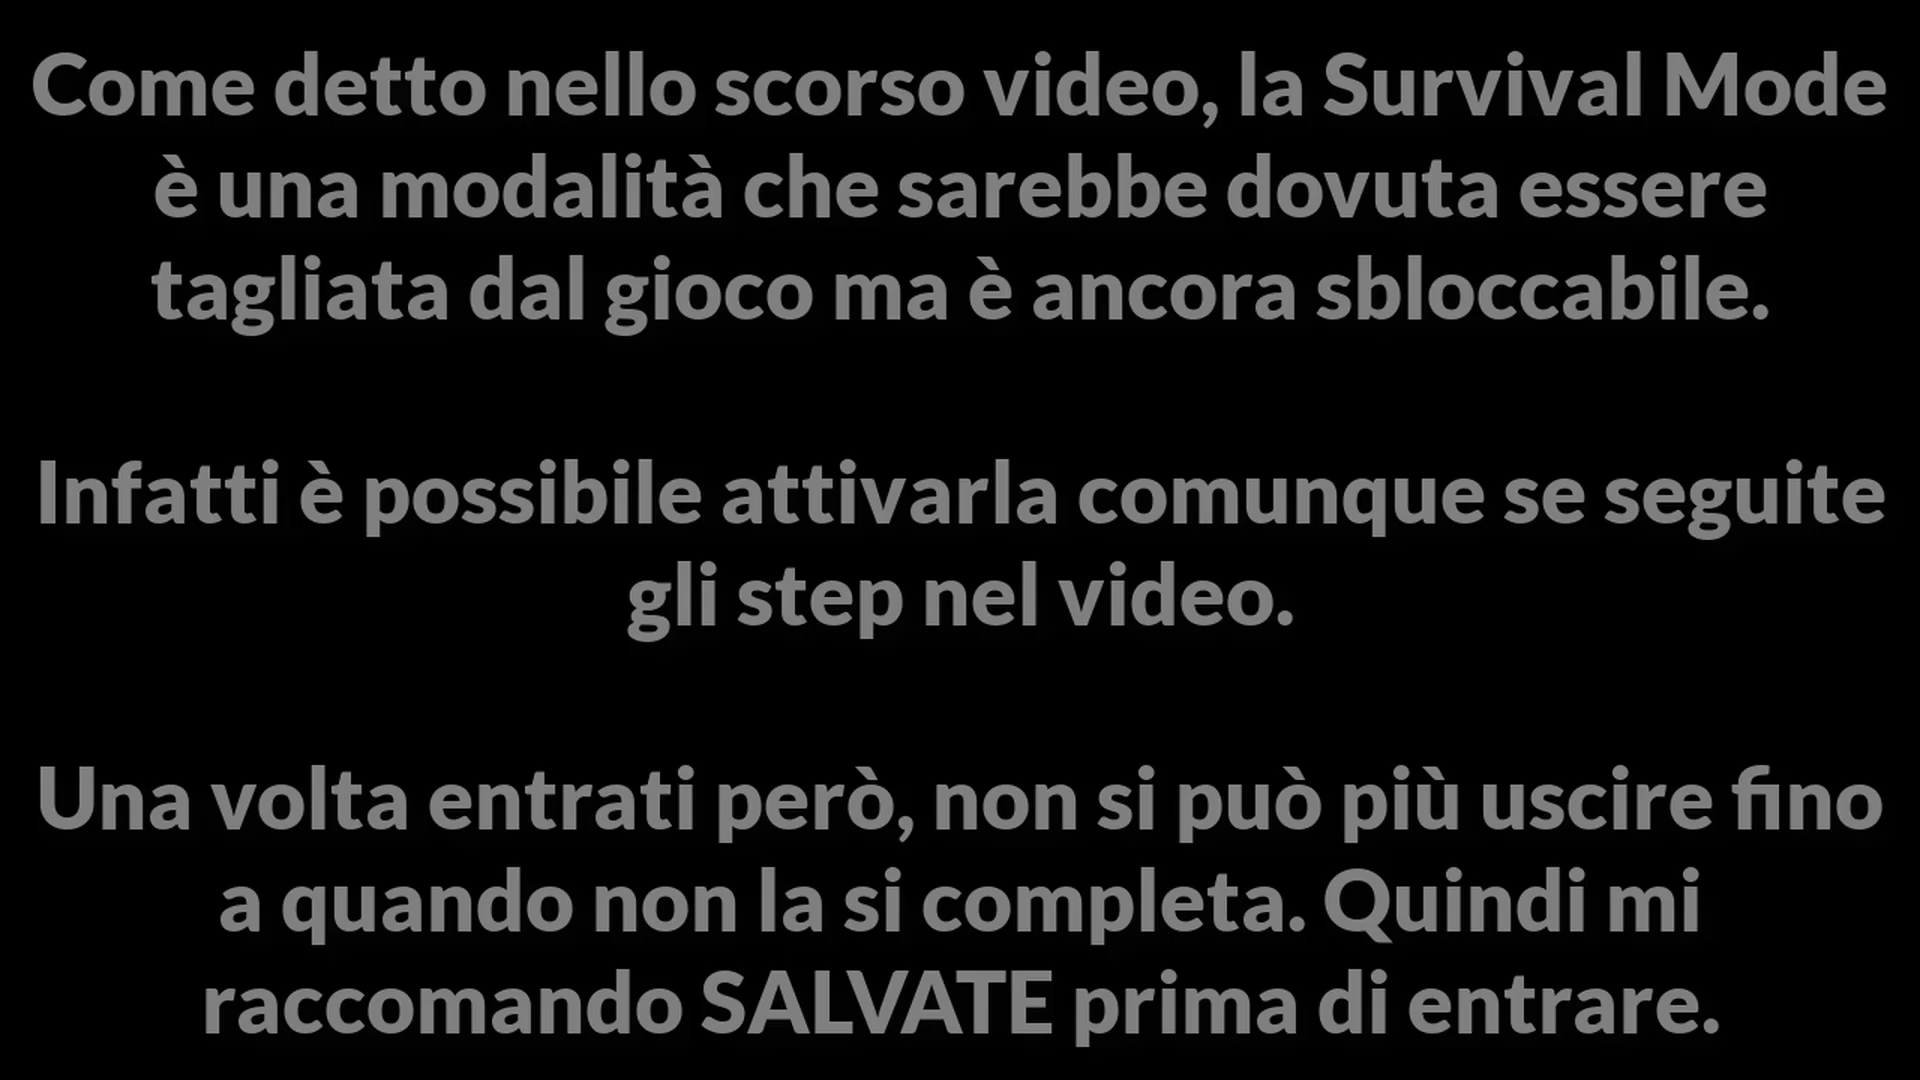 Come detto nello scorso video, la Survival Mode
è una modalità che sarebbe dovuta essere
tagliata dal gioco ma è ancora sbloccabile.
Infatti è possibile attivarla comunque se seguite
gli step nel video.
Una volta entrati però, non si può più uscire fino
a quando non la si completa. Quindi mi
raccomando SALVATE prima di entrare.